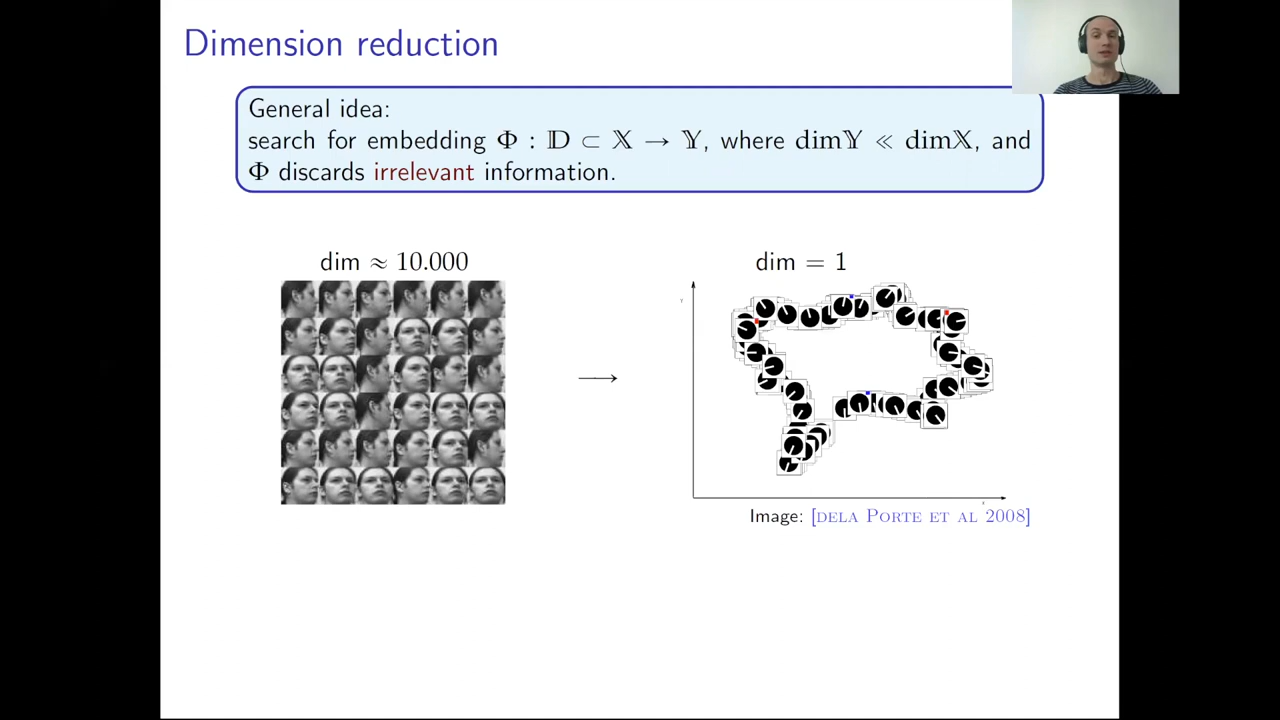 Dimension reduction
General idea:
search for embedding Φ : 𝔻 ⊂ 𝕏 → 𝕐, where dim𝕐 ≪ dim𝕏, and
Φ discards irrelevant information.
dim ≈ 10.000
dim = 1
Image: [DELA PORTE ET AL 2008]